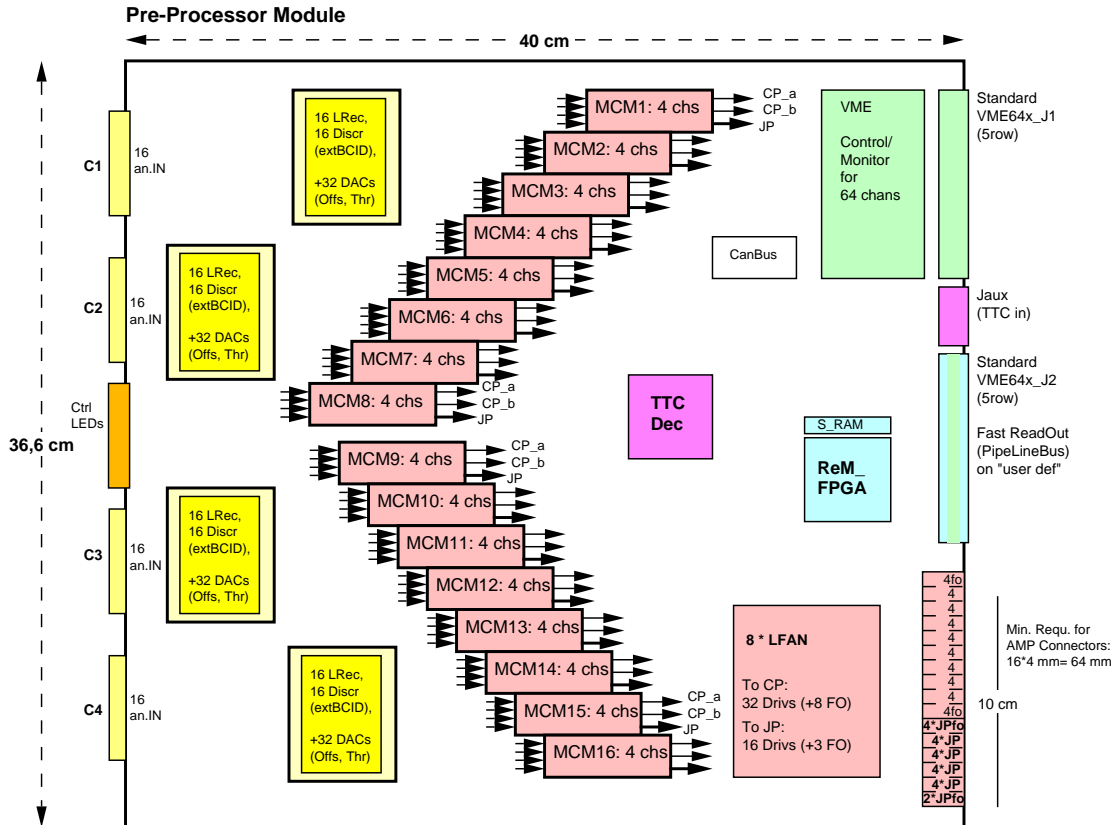 Pre-Processor Module
40 cm
36,6 cm
C1
16
an.IN
C2
16
an.IN
Ctrl
LEDs
C3
16
an.IN
C4
16
an.IN
16 LRec,
16 Discr
(extBCID),
+32 DACs
(Offs, Thr)
16 LRec,
16 Discr
(extBCID),
+32 DACs
(Offs, Thr)
16 LRec,
16 Discr
(extBCID),
+32 DACs
(Offs, Thr)
16 LRec,
16 Discr
(extBCID),
+32 DACs
(Offs, Thr)
MCM1: 4 chs
CP_a
CP_b
JP
MCM2: 4 chs
MCM3: 4 chs
MCM4: 4 chs
MCM5: 4 chs
MCM6: 4 chs
MCM7: 4 chs
MCM8: 4 chs
CP_a
CP_b
JP
MCM9: 4 chs
CP_a
CP_b
JP
MCM10: 4 chs
MCM11: 4 chs
MCM12: 4 chs
MCM13: 4 chs
MCM14: 4 chs
MCM15: 4 chs
CP_a
CP_b
JP
MCM16: 4 chs
VME
Control/
Monitor
for
64 chans
CanBus
TTC
Dec
S_RAM
ReM_
FPGA
8 * LFAN
To CP:
32 Drivs (+8 FO)
To JP:
16 Drivs (+3 FO)
Standard
VME64x_J1
(5row)
Jaux
(TTC in)
Standard
VME64x_J2
(5row)
Fast ReadOut
(PipeLineBus)
on "user def"
4fo
4
4
4
4
4
4
4
4
4fo
4*JPfo
4*JP
4*JP
4*JP
4*JP
2*JPfo
Min. Requ. for
AMP Connectors:
16*4 mm= 64 mm
10 cm